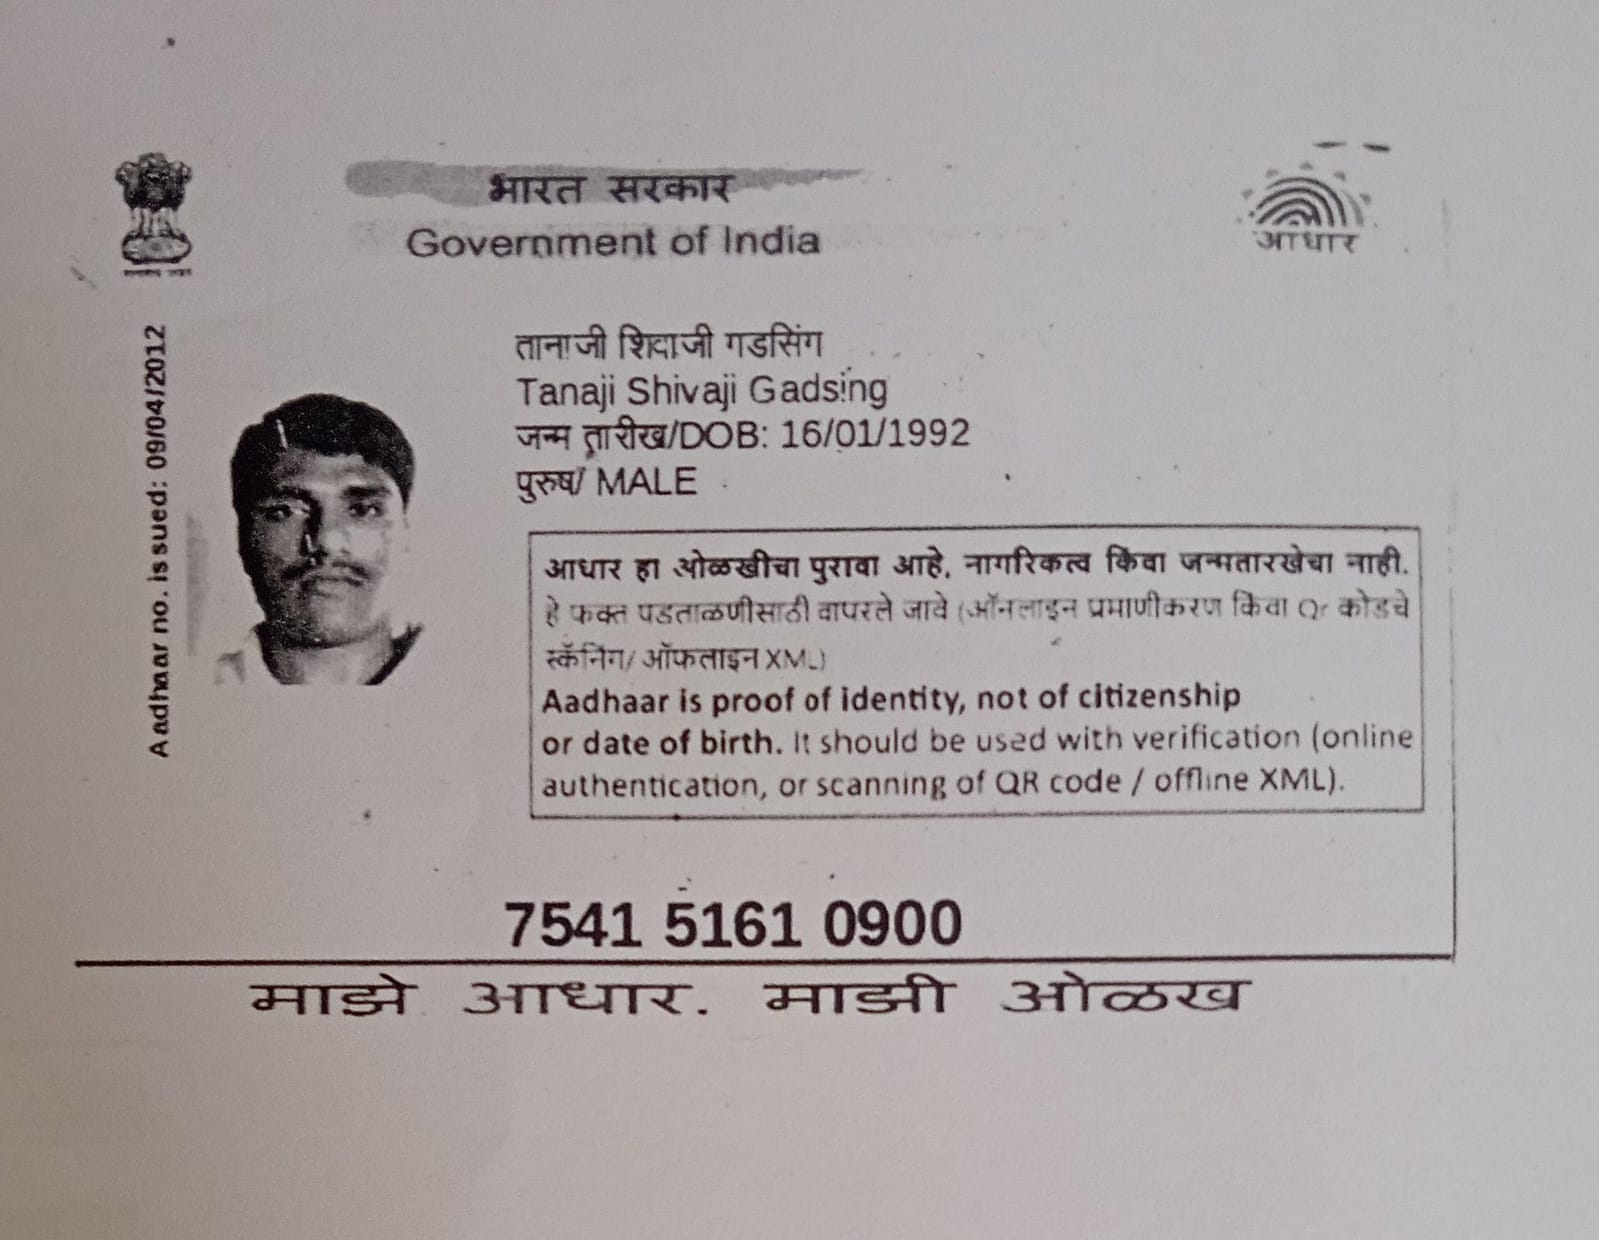 भारत सरकार
Government of India
आधार
Aadhaar no. issued: 09/04/2012
तानाजी शिवाजी गडसिंग
Tanaji Shivaji Gadsing
जन्म तारीख/DOB: 16/01/1992
पुरुष/ MALE
आधार हा ओळखीचा पुरावा आहे, नागरिकत्व किंवा जन्मतारखेचा नाही.
हे फक्त पडताळणीसाठी वापरले जावे (ऑनलाइन प्रमाणीकरण किंवा Qr कोडचे
स्कॅनिंग/ ऑफलाइन XML)
Aadhaar is proof of identity, not of citizenship
or date of birth. It should be used with verification (online
authentication, or scanning of QR code / offline XML).
7541 5161 0900
माझे आधार. माझी ओळख